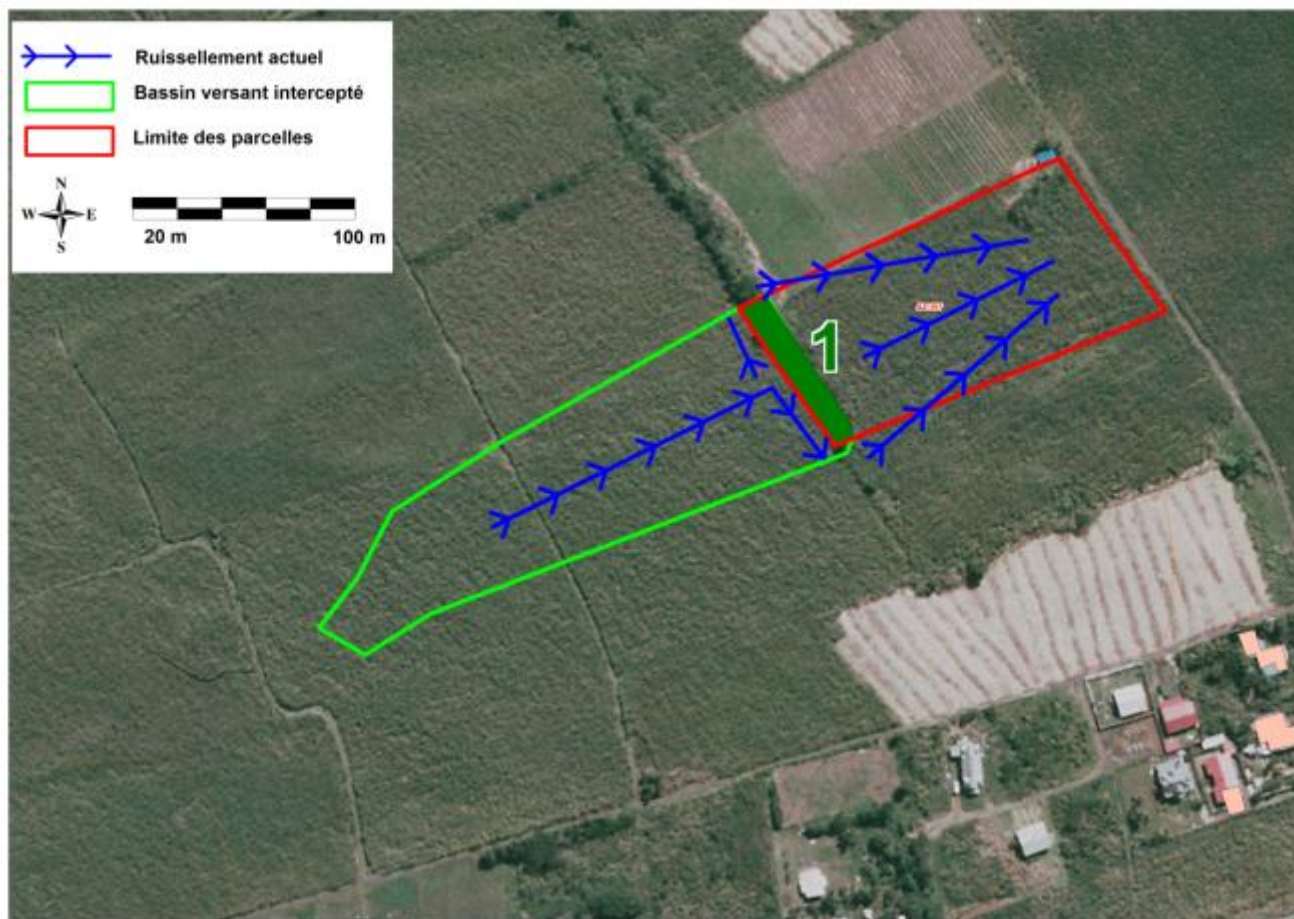 Ruissellement actuel
Bassin versant intercepté
Limite des parcelles
N
W E
S
20 m 100 m
1